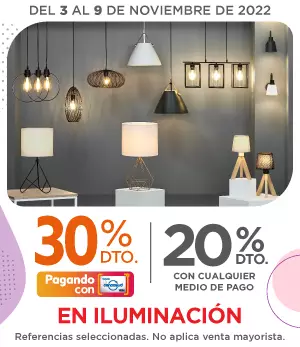 DEL 3 AL 9 DE NOVIEMBRE DE 2022
30% DTO.
Pagando con cencosud
20% DTO.
CON CUALQUIER
MEDIO DE PAGO
EN ILUMINACIÓN
Referencias seleccionadas. No aplica venta mayorista.